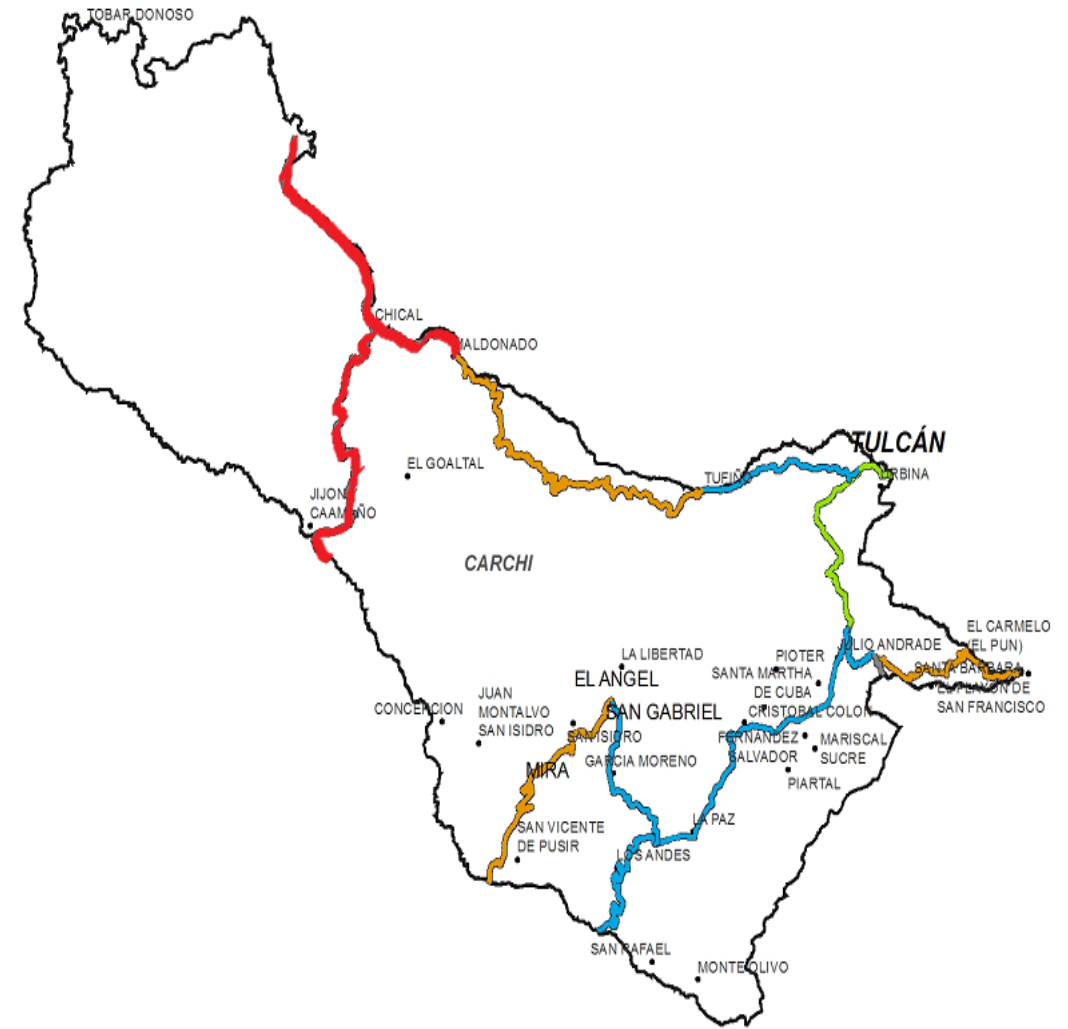 TOBAR DONOSO
CHICAL
MALDONADO
TULCÁN
EL GOALTAL
TUFIÑO
URBINA
JIJON
CAAMAÑO
CARCHI
EL CARMELO
(EL PUN)
JULIO ANDRADE
LA LIBERTAD
PIOTER
SANTA BARBARA
SANTA MARTHA
DE CUBA
EL ANGEL
EL PLAYON DE
SAN FRANCISCO
JUAN
MONTALVO
SAN ISIDRO
CONCEPCION
SAN GABRIEL
CRISTOBAL COLON
SAN ISIDRO
FERNANDEZ
SALVADOR
MARISCAL
SUCRE
GARCIA MORENO
MIRA
PIARTAL
SAN VICENTE
DE PUSIR
LA PAZ
LOS ANDES
SAN RAFAEL
MONTE OLIVO